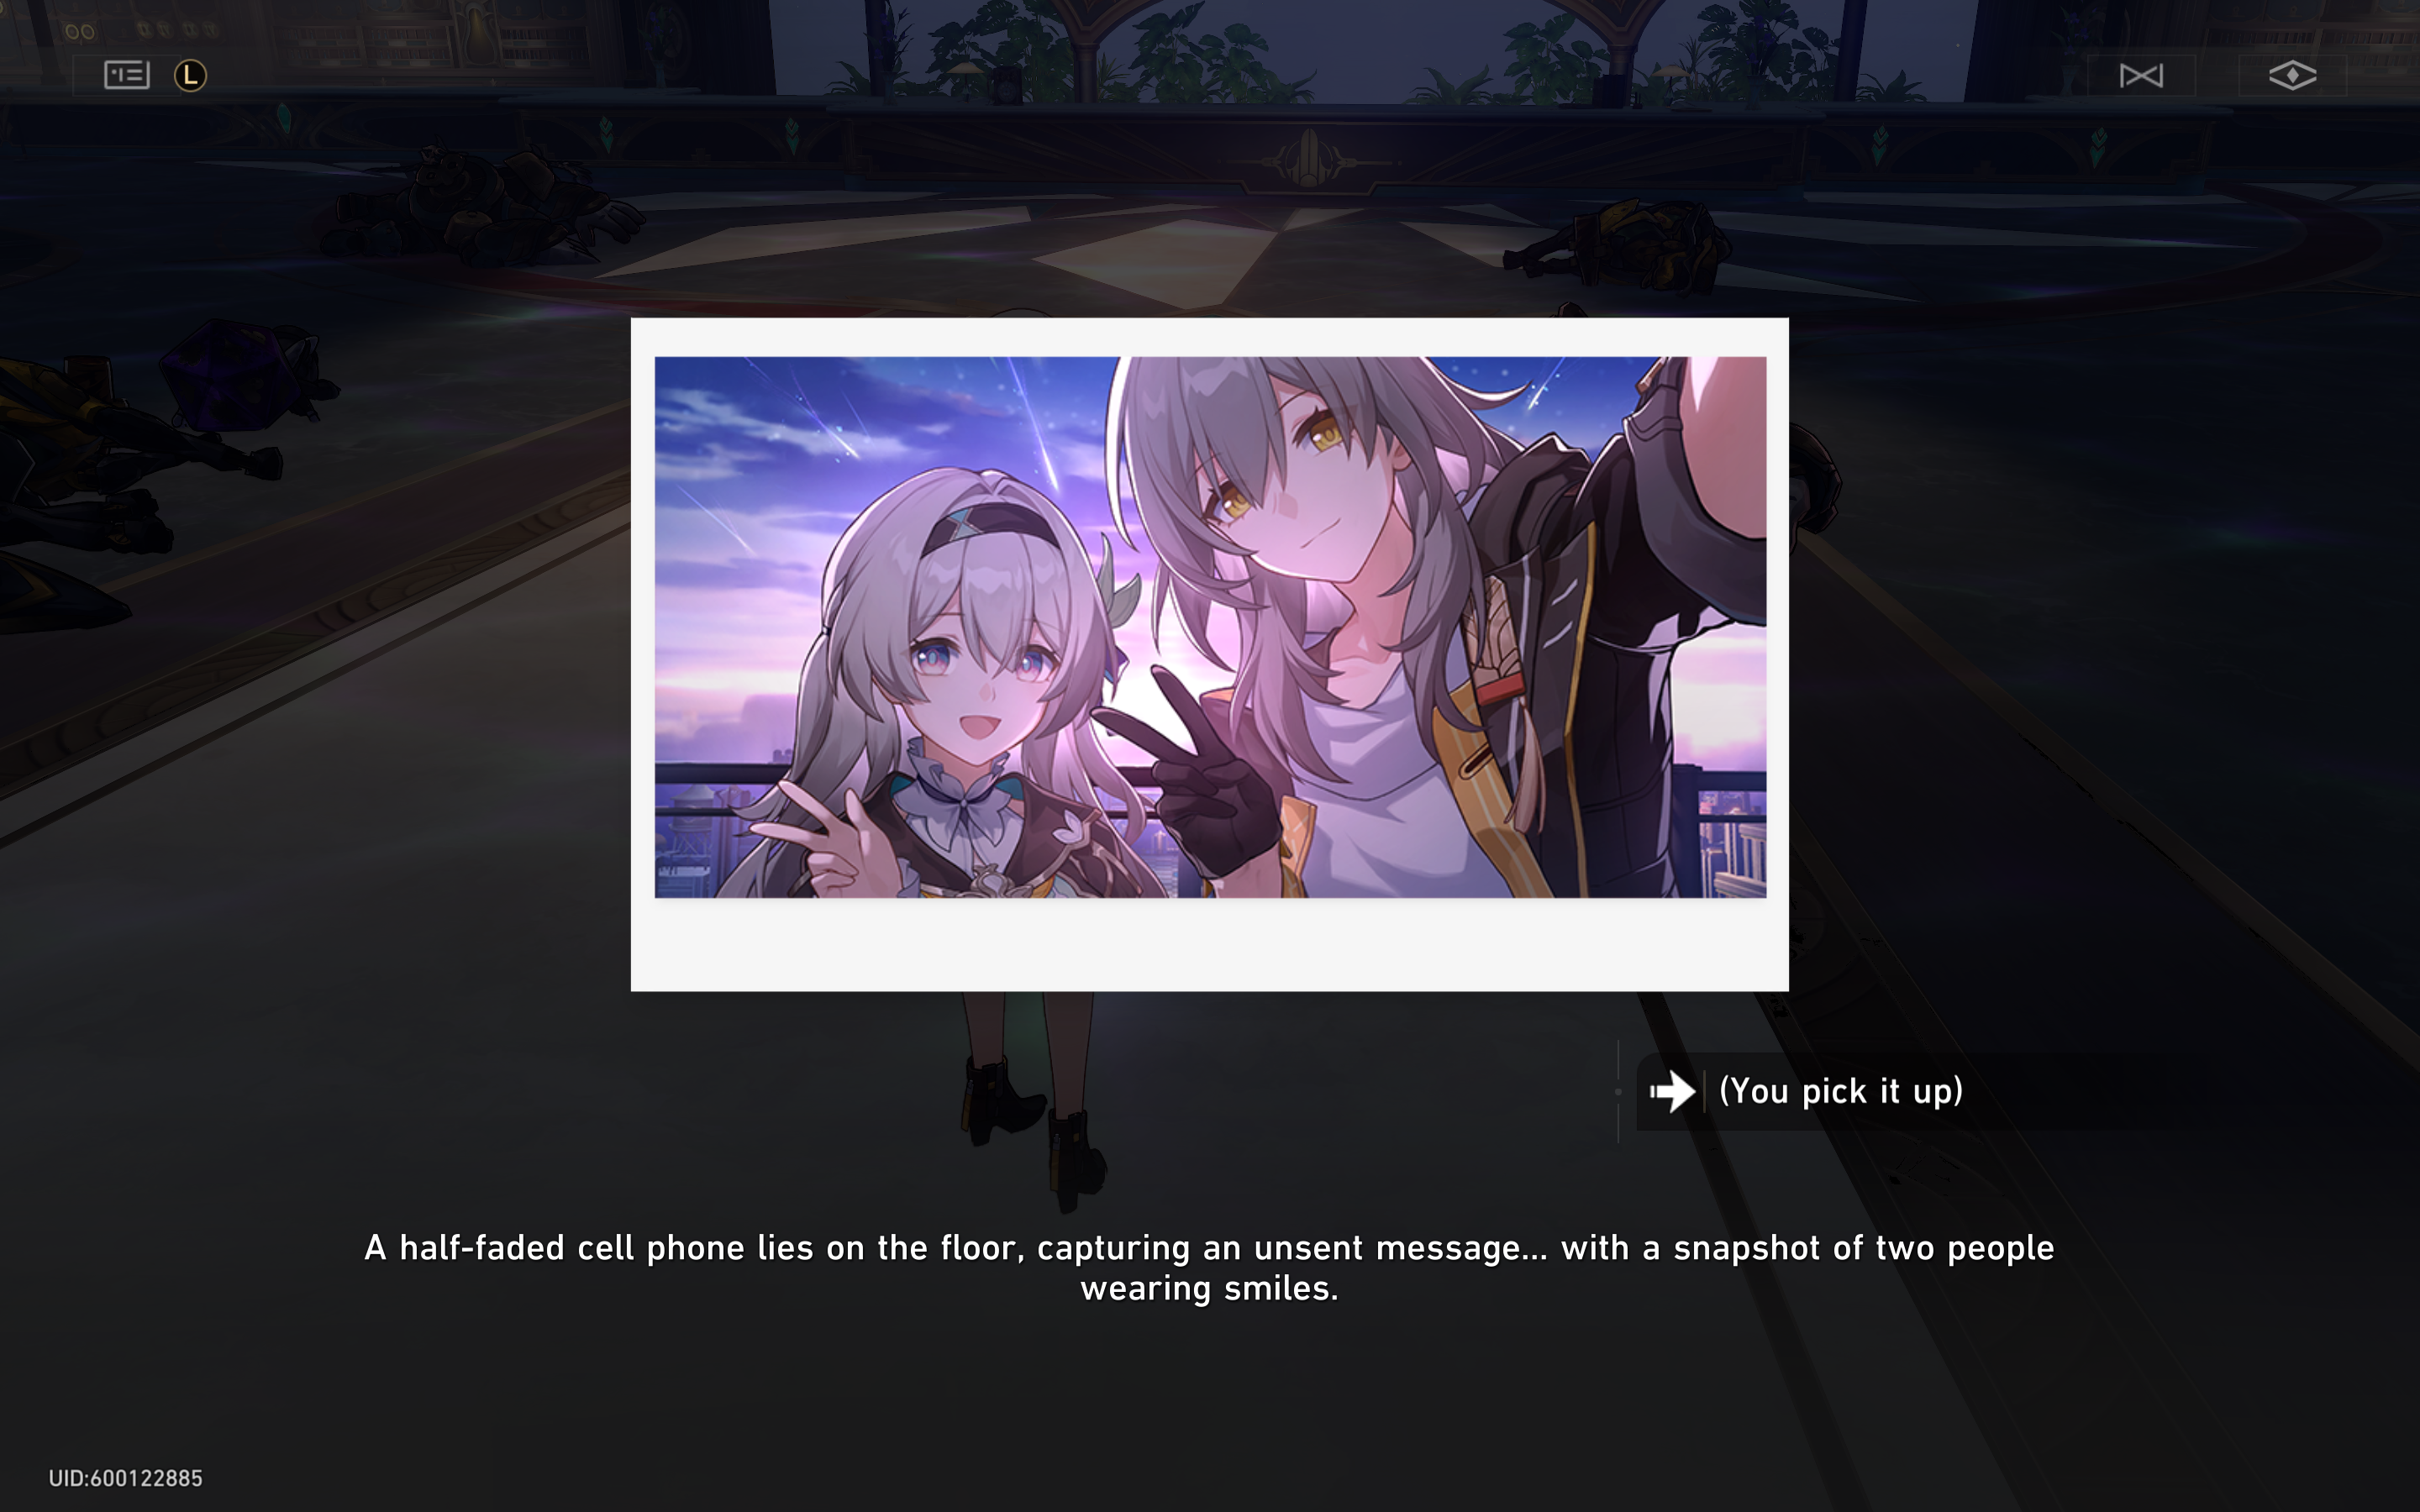 L
(You pick it up)
A half-faded cell phone lies on the floor, capturing an unsent message... with a snapshot of two people
wearing smiles.
UID:600122885